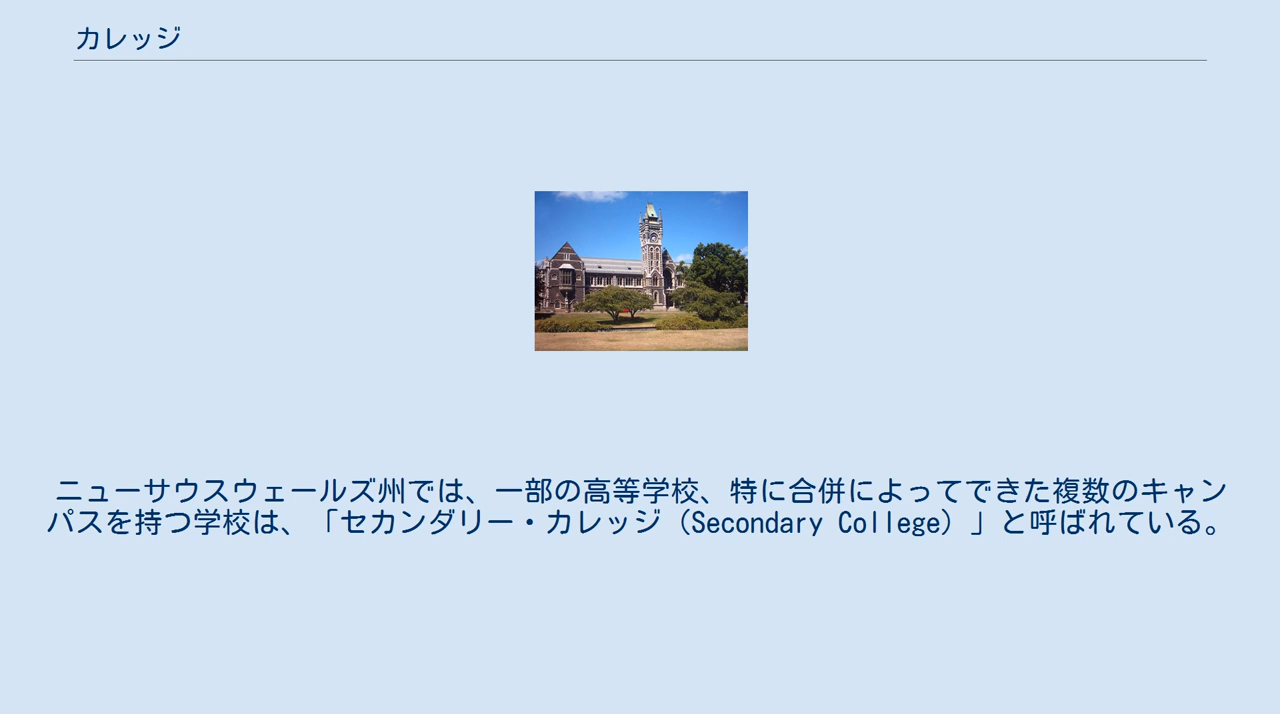 カレッジ
ニューサウスウェールズ州では、一部の高等学校、特に合併によってできた複数のキャン
パスを持つ学校は、「セカンダリー・カレッジ（Secondary College）」と呼ばれている。